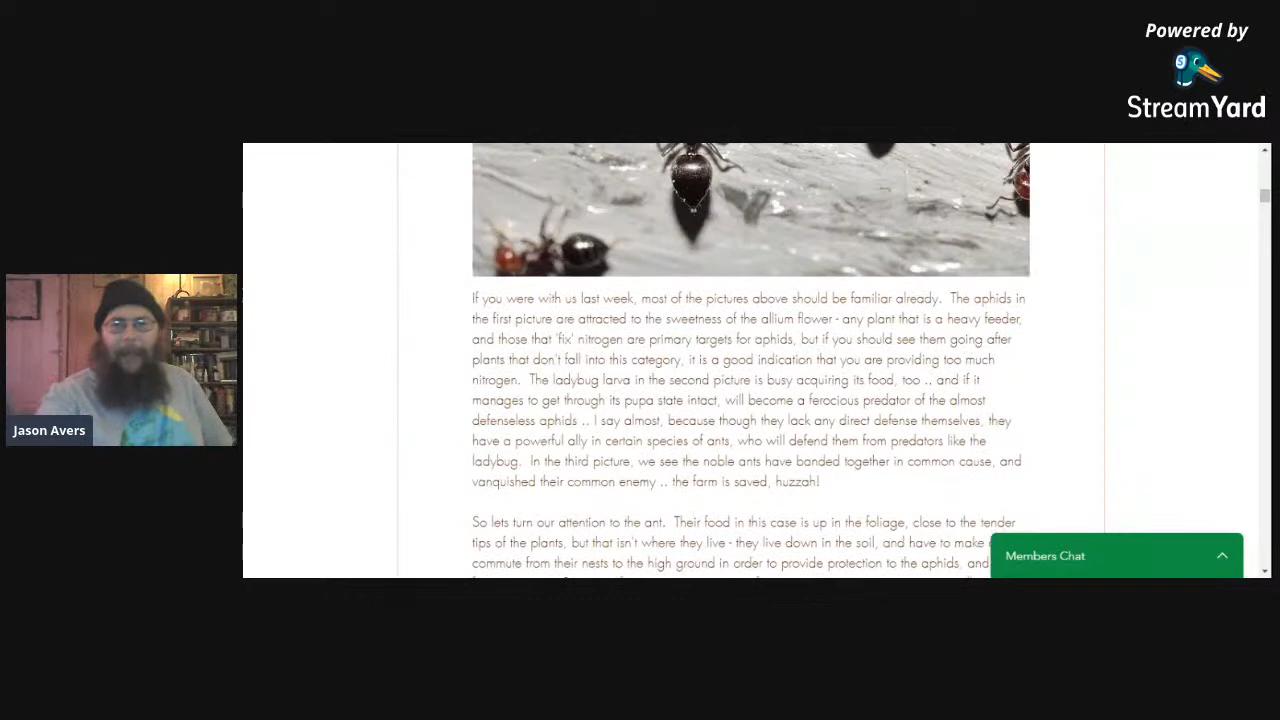 Powered by
StreamYard
If you were with us last week, most of the pictures above should be familiar already. The aphids in
the first picture are attracted to the sweetness of the allium flower - any plant that is a heavy feeder,
and those that 'fix' nitrogen are primary targets for aphids, but if you should see them going after
plants that don't fall into this category, it is a good indication that you are providing too much
nitrogen. The ladybug larva in the second picture is busy acquiring its food, too .. and if it
manages to get through its pupa state intact, will become a ferocious predator of the almost
defenseless aphids .. I say almost, because though they lack any direct defense themselves, they
have a powerful ally in certain species of ants, who will defend them from predators like the
ladybug. In the third picture, we see the noble ants have banded together in common cause, and
vanquished their common enemy .. the farm is saved, huzzah!
So lets turn our attention to the ant. Their food in this case is up in the foliage, close to the tender
tips of the plants, but that isn't where they live - they live down in the soil, and have to make
commute from their nests to the high ground in order to provide protection to the aphids, and
Members Chat
Jason Avers